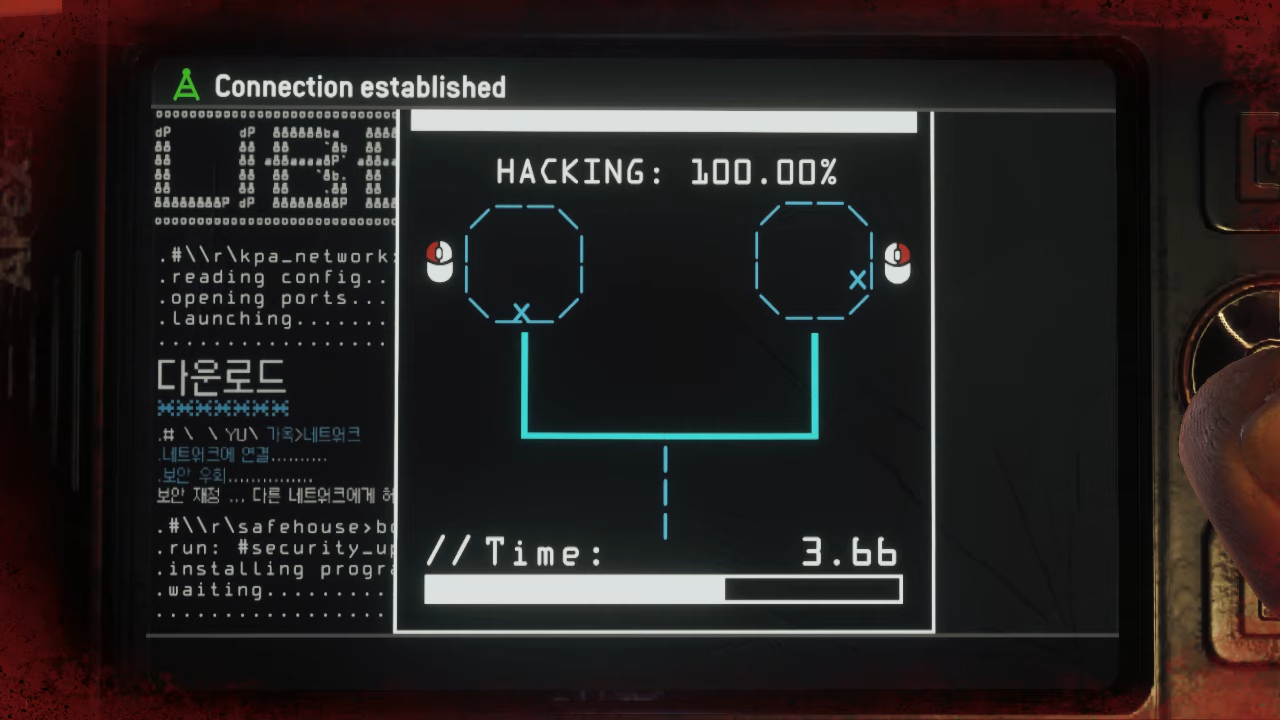 Connection established
HACKING: 100.00%
.#\\r\kpa_network:
.reading config..
.opening ports...
.launching.......
다운로드
.# \ \ YU\ 가옥>네트워크
.네트워크에 연결..........
.보안 우회...............
보안 재정 ... 다른 네트워크에게 허
.#\\r\safehouse>bo
.run: #security_up
.installing progra
.waiting..........
//Time: 3.66